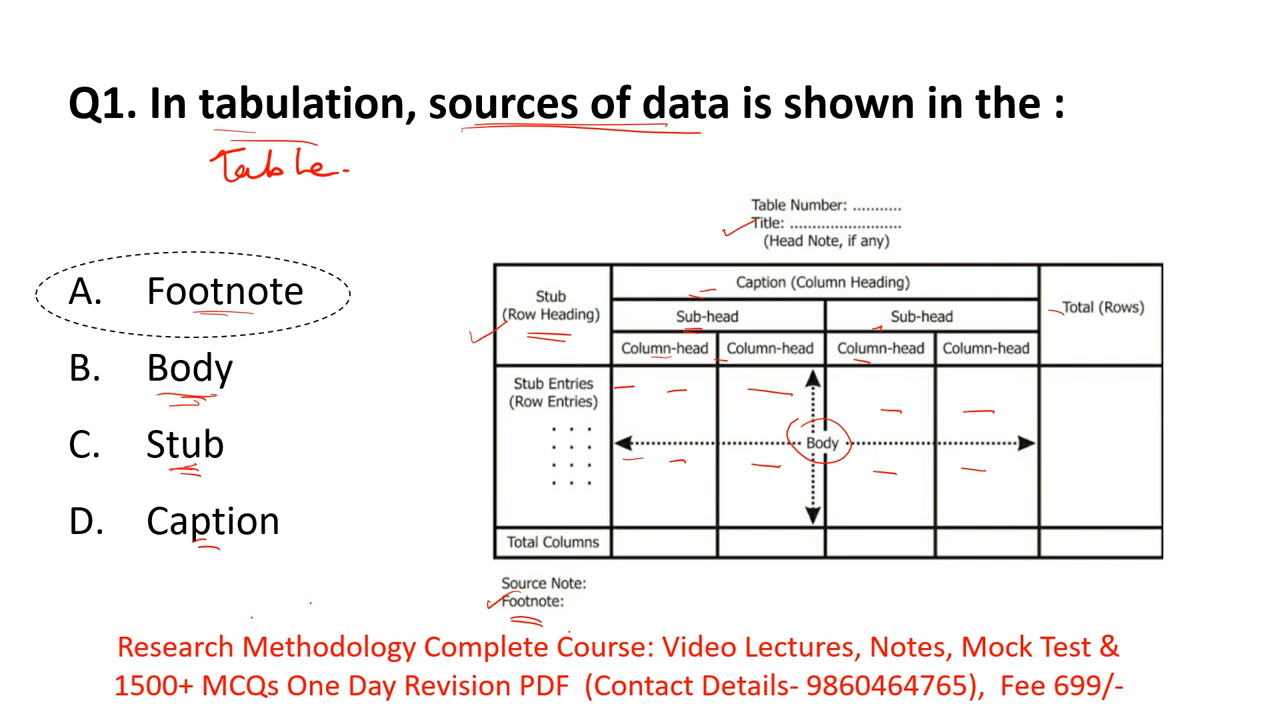 Q1. In tabulation, sources of data is shown in the :
Table.
A. Footnote
B. Body
C. Stub
D. Caption
Table Number: ...........
Title: .........................
(Head Note, if any)
Stub
(Row Heading)
Caption (Column Heading)
Total (Rows)
Sub-head
Sub-head
Column-head
Column-head
Column-head
Column-head
Stub Entries
(Row Entries)
Body
Total Columns
Source Note:
Footnote:
Research Methodology Complete Course: Video Lectures, Notes, Mock Test &
1500+ MCQs One Day Revision PDF (Contact Details- 9860464765), Fee 699/-